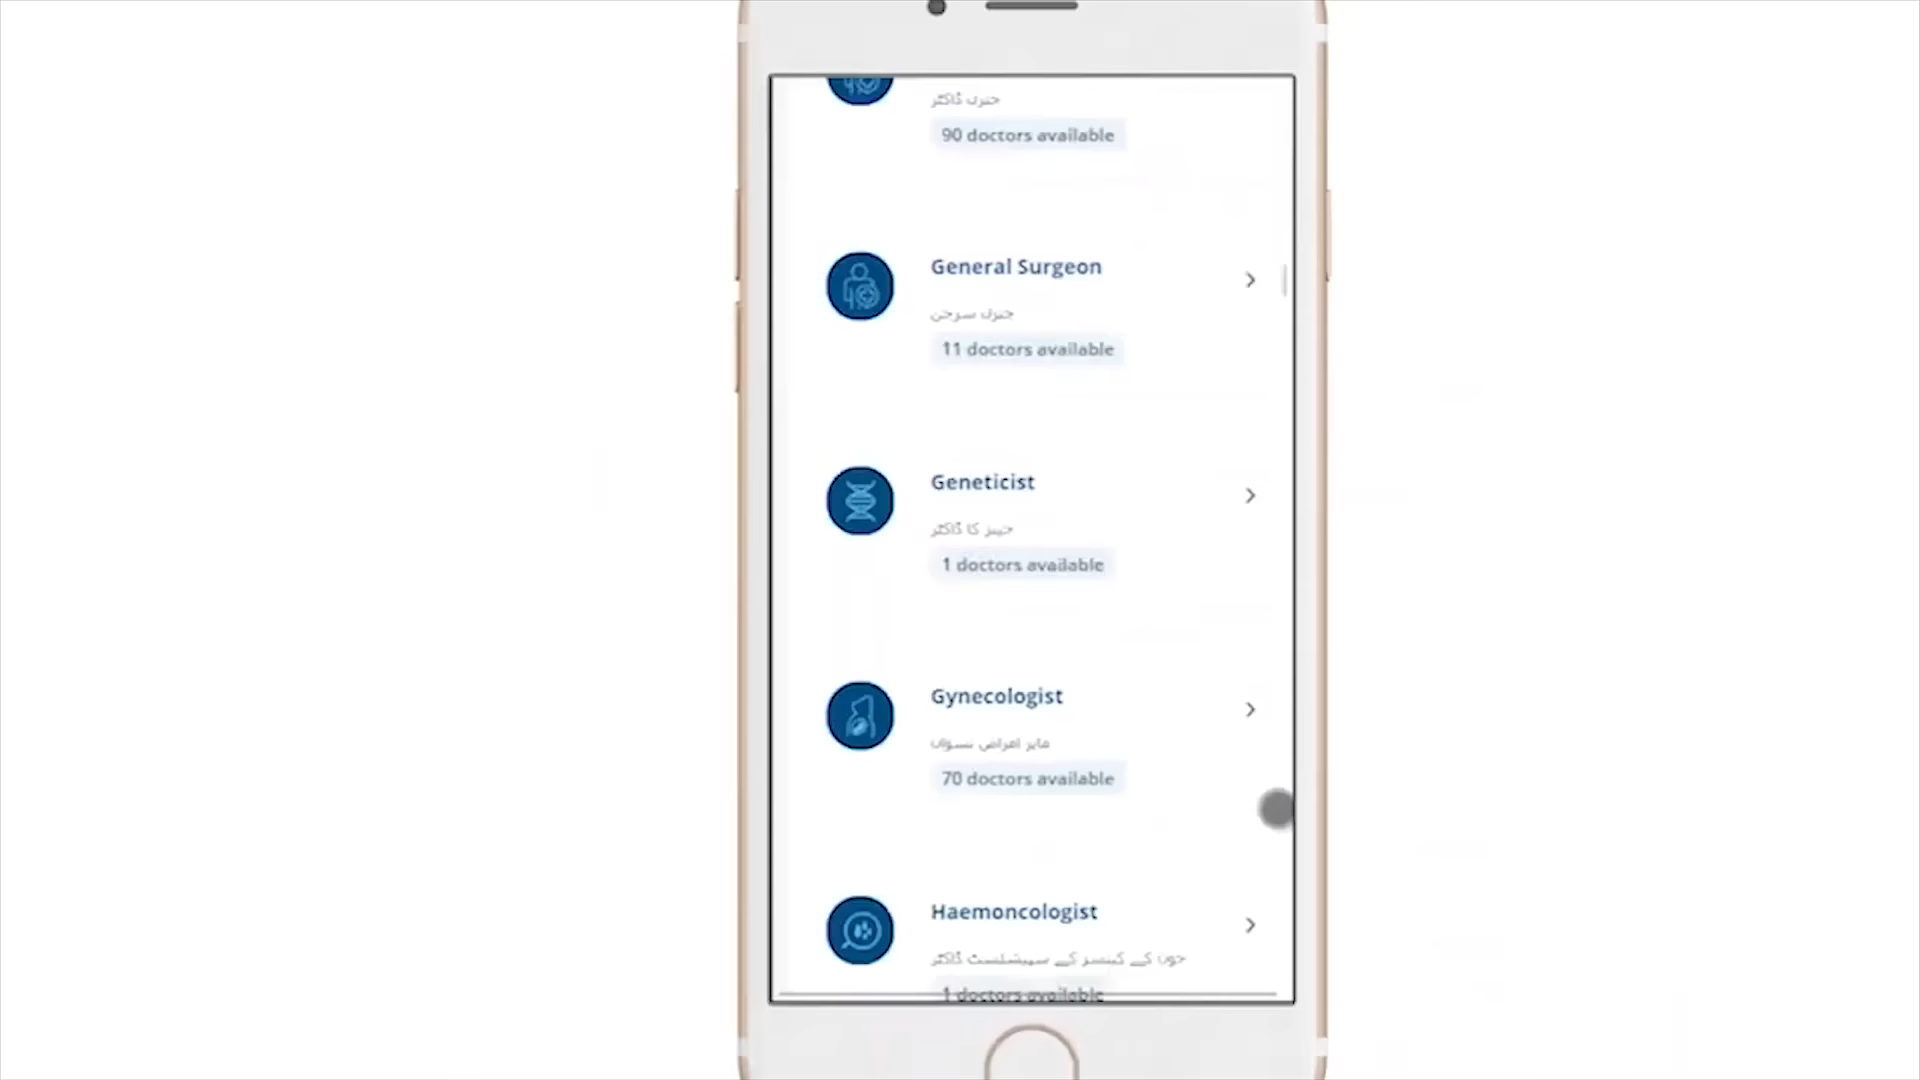 جنرل ڈاکٹر
90 doctors available
General Surgeon
جنرل سرجن
11 doctors available
Geneticist
جینز کا ڈاکٹر
1 doctors available
Gynecologist
ماہر امراض نسواں
70 doctors available
Haemoncologist
خون کے کینسر کے سپیشلسٹ ڈاکٹر
1 doctors available